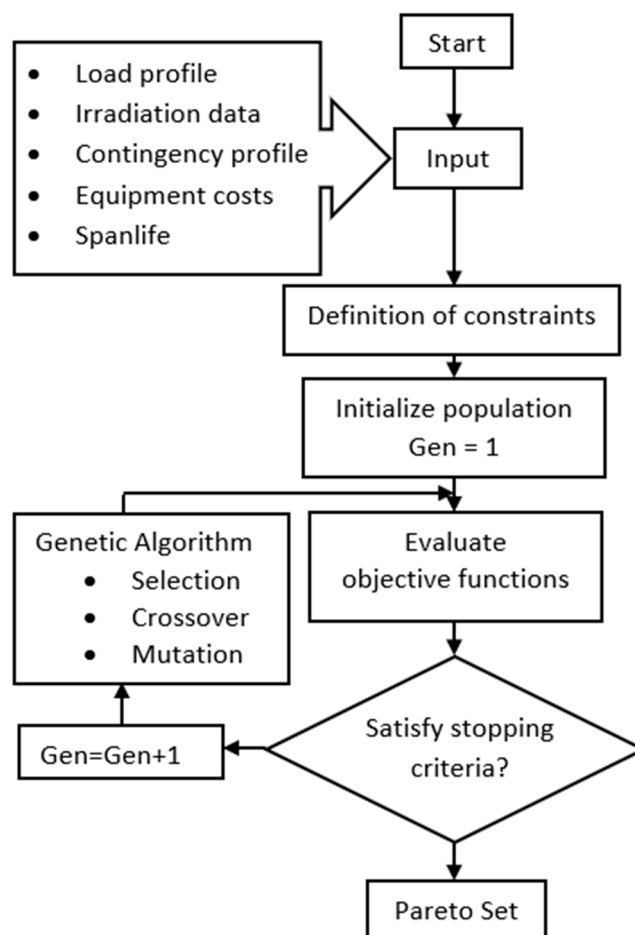 Start
• Load profile
• Irradiation data
• Contingency profile
• Equipment costs
• Spanlife
Input
Definition of constraints
Initialize population
Gen = 1
Evaluate
objective functions
Genetic Algorithm
• Selection
• Crossover
• Mutation
Satisfy stopping
criteria?
Gen=Gen+1
Pareto Set